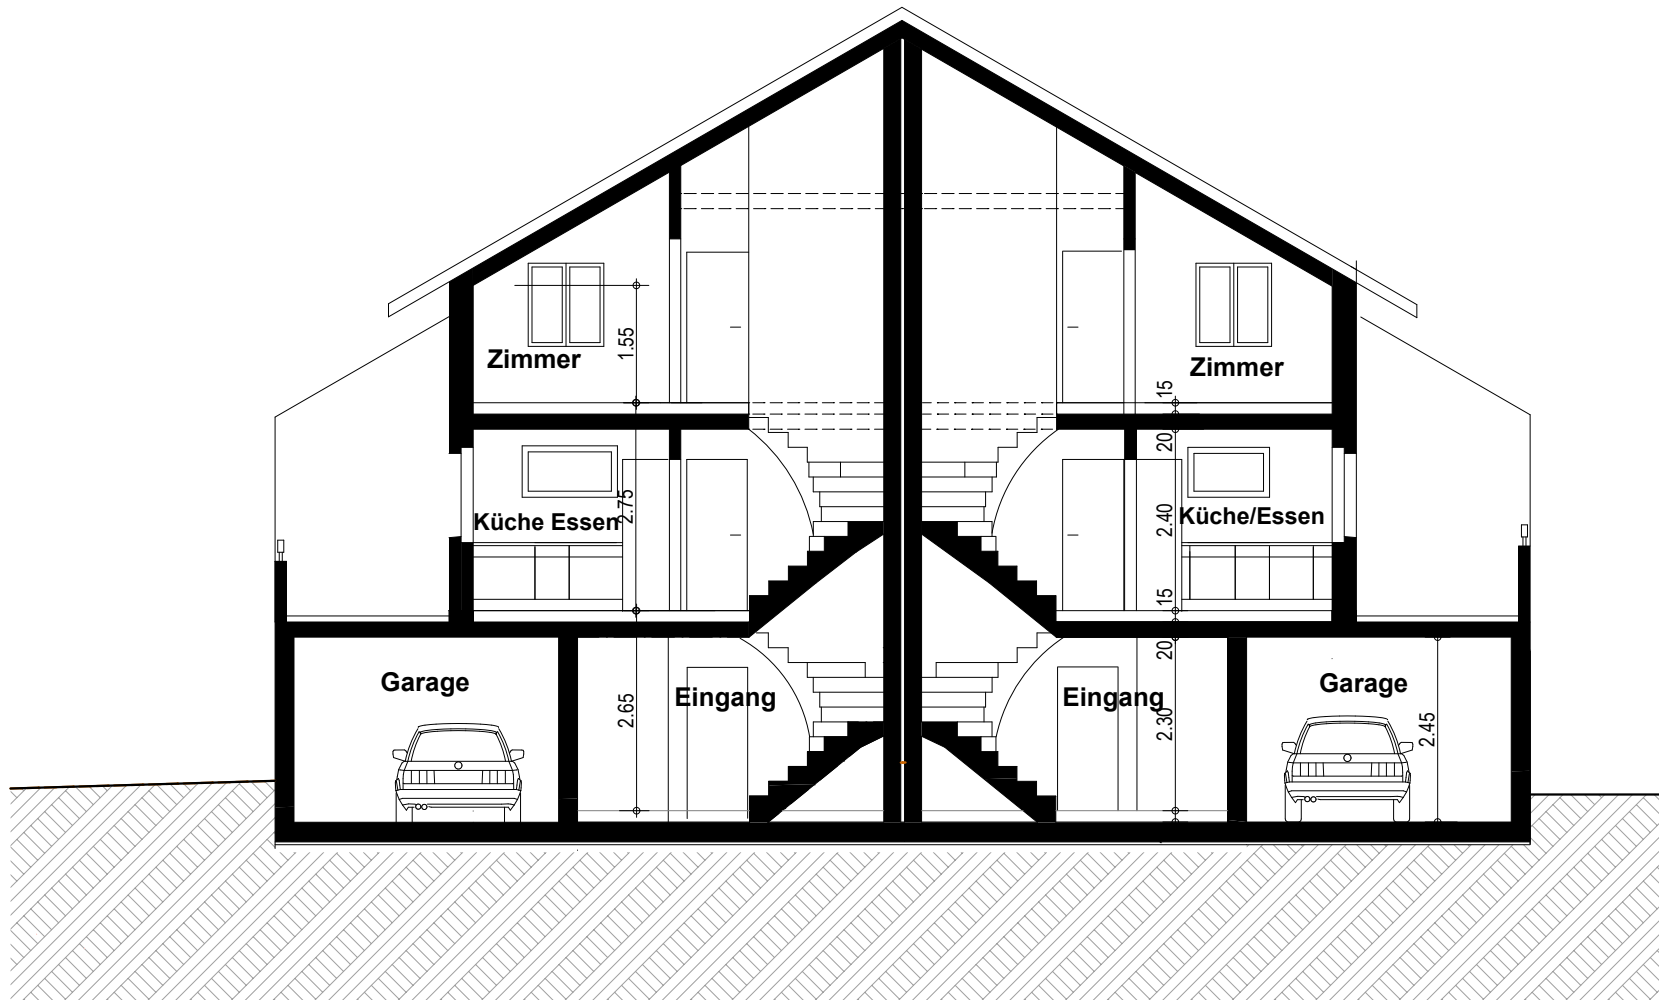 1.55
Zimmer
Zimmer
15
20
2.75
Küche Essen
2.40
Küche/Essen
15
20
Garage
Eingang
Eingang
Garage
2.65
2.30
2.45